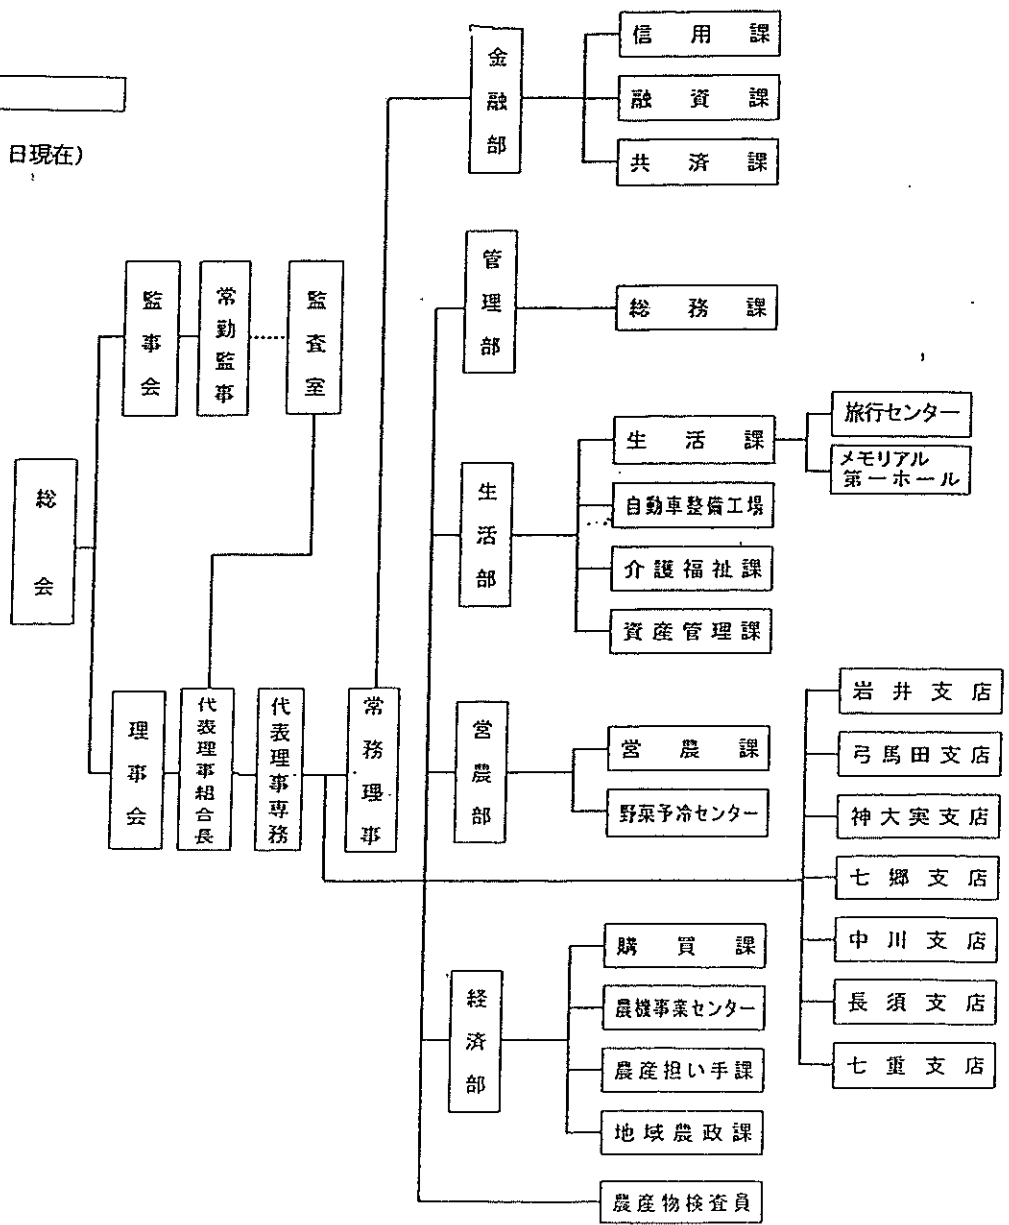 日現在)
総会
監事会
常勤監事
監査室
理事会
代表理事組合長
代表理事専務
常務理事
金融部
信用課
融資課
共済課
管理部
総務課
生活部
生活課
旅行センター
メモリアル
第一ホール
自動車整備工場
介護福祉課
資産管理課
営農部
営農課
野菜予冷センター
経済部
購買課
農機事業センター
農産担い手課
地域農政課
農産物検査員
岩井支店
弓馬田支店
神大実支店
七郷支店
中川支店
長須支店
七重支店